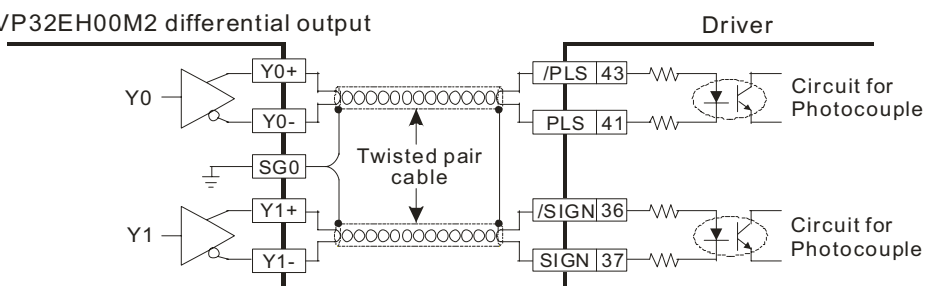 VP32EH00M2 differential output
Driver
Y0
Y0+
Y0-
SG0
Y1
Y1+
Y1-
Twisted pair
cable
/PLS 43
PLS 41
/SIGN 36
SIGN 37
Circuit for
Photocouple
Circuit for
Photocouple